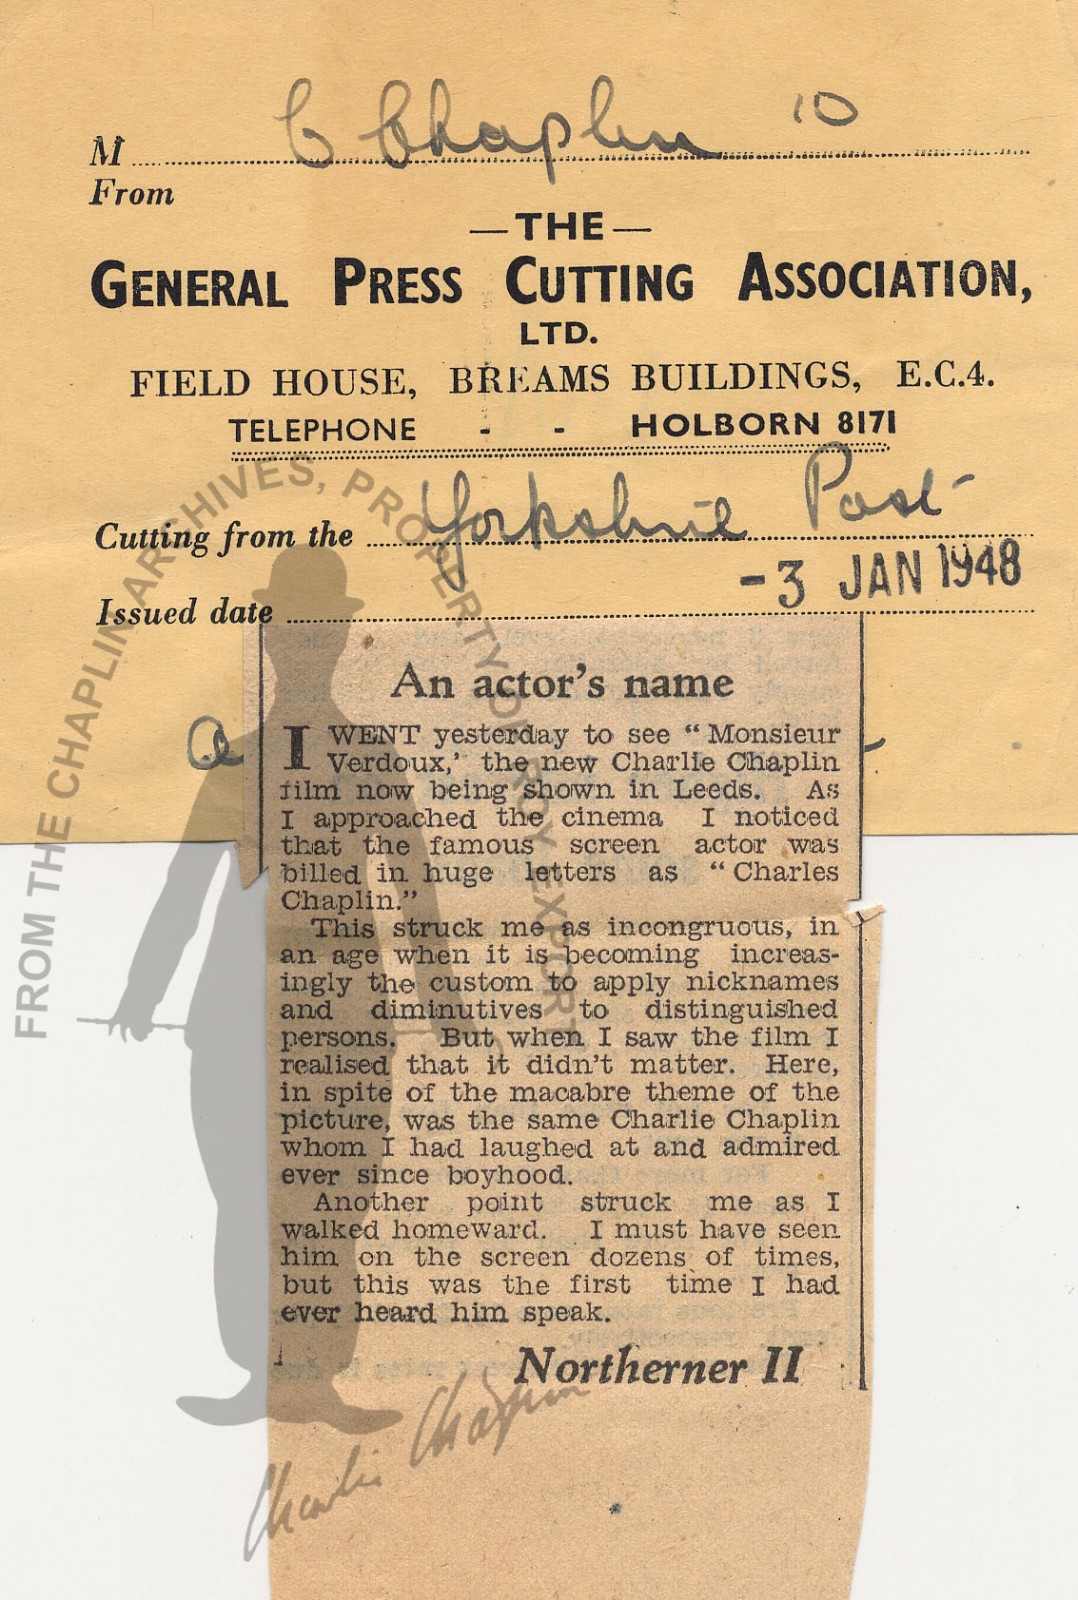 C Chaplin 10
M
From
—THE—
GENERAL PRESS CUTTING ASSOCIATION,
LTD.
FIELD HOUSE, BREAMS BUILDINGS, E.C.4.
TELEPHONE - - HOLBORN 8171
Cutting from the Yorkshire Post
Issued date -3 JAN 1948
An actor's name
I WENT yesterday to see "Monsieur
Verdoux,' the new Charlie Chaplin
film now being shown in Leeds. As
I approached the cinema I noticed
that the famous screen actor was
billed in huge letters as "Charles
Chaplin."
This struck me as incongruous, in
an age when it is becoming increas-
ingly the custom to apply nicknames
and diminutives to distinguished
persons. But when I saw the film I
realised that it didn't matter. Here,
in spite of the macabre theme of the
picture, was the same Charlie Chaplin
whom I had laughed at and admired
ever since boyhood.
Another point struck me as I
walked homeward. I must have seen
him on the screen dozens of times,
but this was the first time I had
ever heard him speak.
Northerner II
Charlie Chaplin
FROM THE CHAPLIN ARCHIVES, PROPERTY OF ROY EXPORT